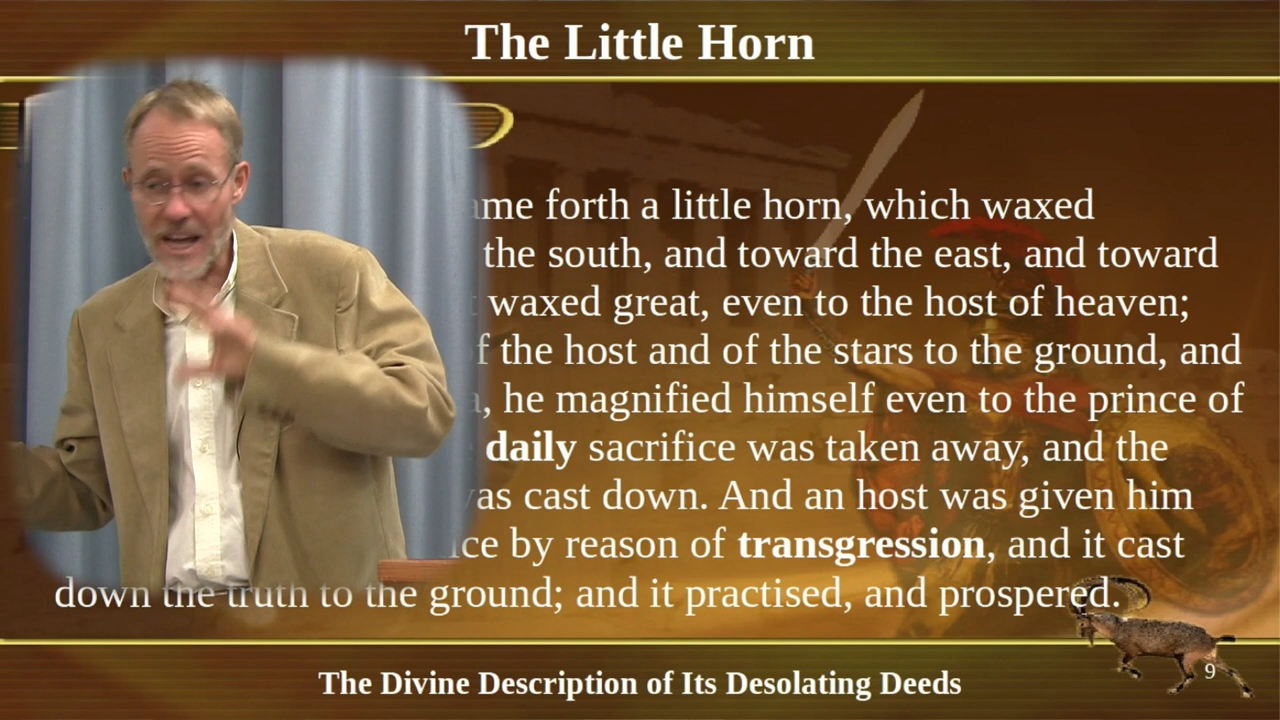 The Little Horn
ame forth a little horn, which waxed
the south, and toward the east, and toward
waxed great, even to the host of heaven;
of the host and of the stars to the ground, and
a, he magnified himself even to the prince of
daily sacrifice was taken away, and the
was cast down. And an host was given him
ice by reason of transgression, and it cast
down the truth to the ground; and it practised, and prospered.
The Divine Description of Its Desolating Deeds
9